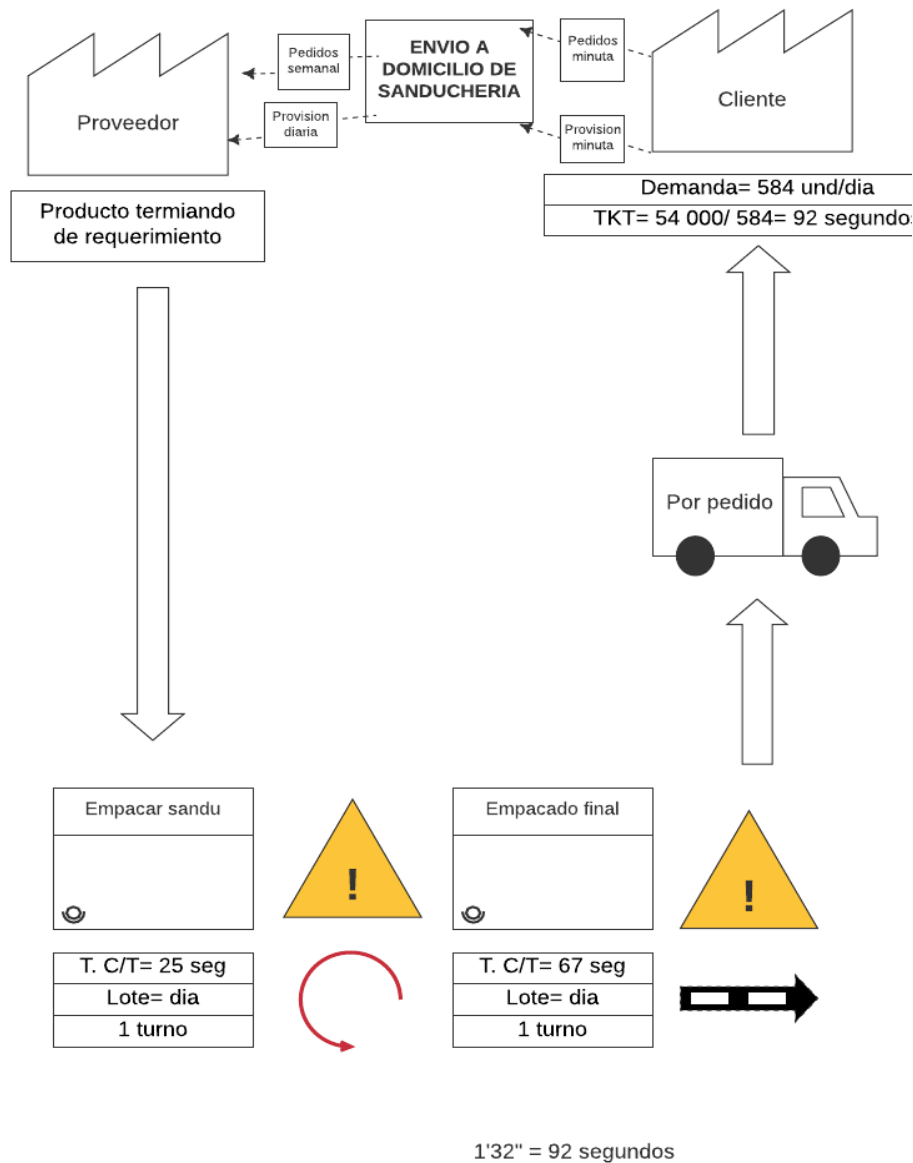 Proveedor
Pedidos
semanal
Provision
diaria
ENVIO A
DOMICILIO DE
SANDUCHERIA
Pedidos
minuta
Provision
minuta
Cliente
Producto termiando
de requerimiento
Demanda= 584 und/dia
TKT= 54 000/ 584= 92 segundos
Por pedido
Empacar sandu
!
Empacado final
!
T. C/T= 25 seg
Lote= dia
1 turno
T. C/T= 67 seg
Lote= dia
1 turno
1'32" = 92 segundos